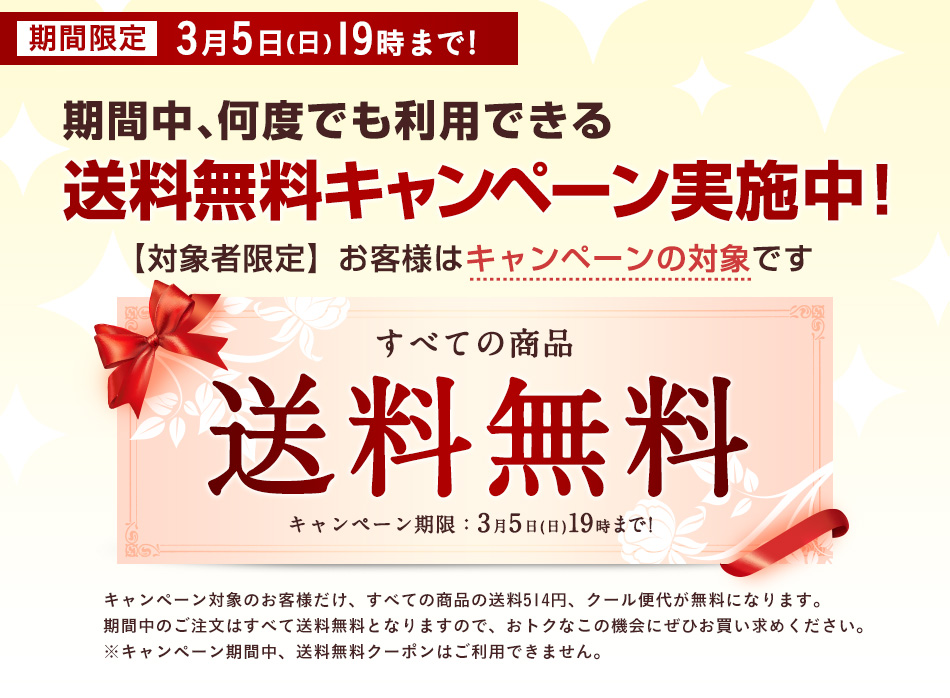 期間限定 3月5日(日)19時まで!
期間中、何度でも利用できる
送料無料キャンペーン実施中!
【対象者限定】お客様はキャンペーンの対象です
すべての商品
送料無料
キャンペーン期限：3月5日(日)19時まで!
キャンペーン対象のお客様だけ、すべての商品の送料514円、クール便代が無料になります。
期間中のご注文はすべて送料無料となりますので、おトクなこの機会にぜひお買い求めください。
※キャンペーン期間中、送料無料クーポンはご利用できません。